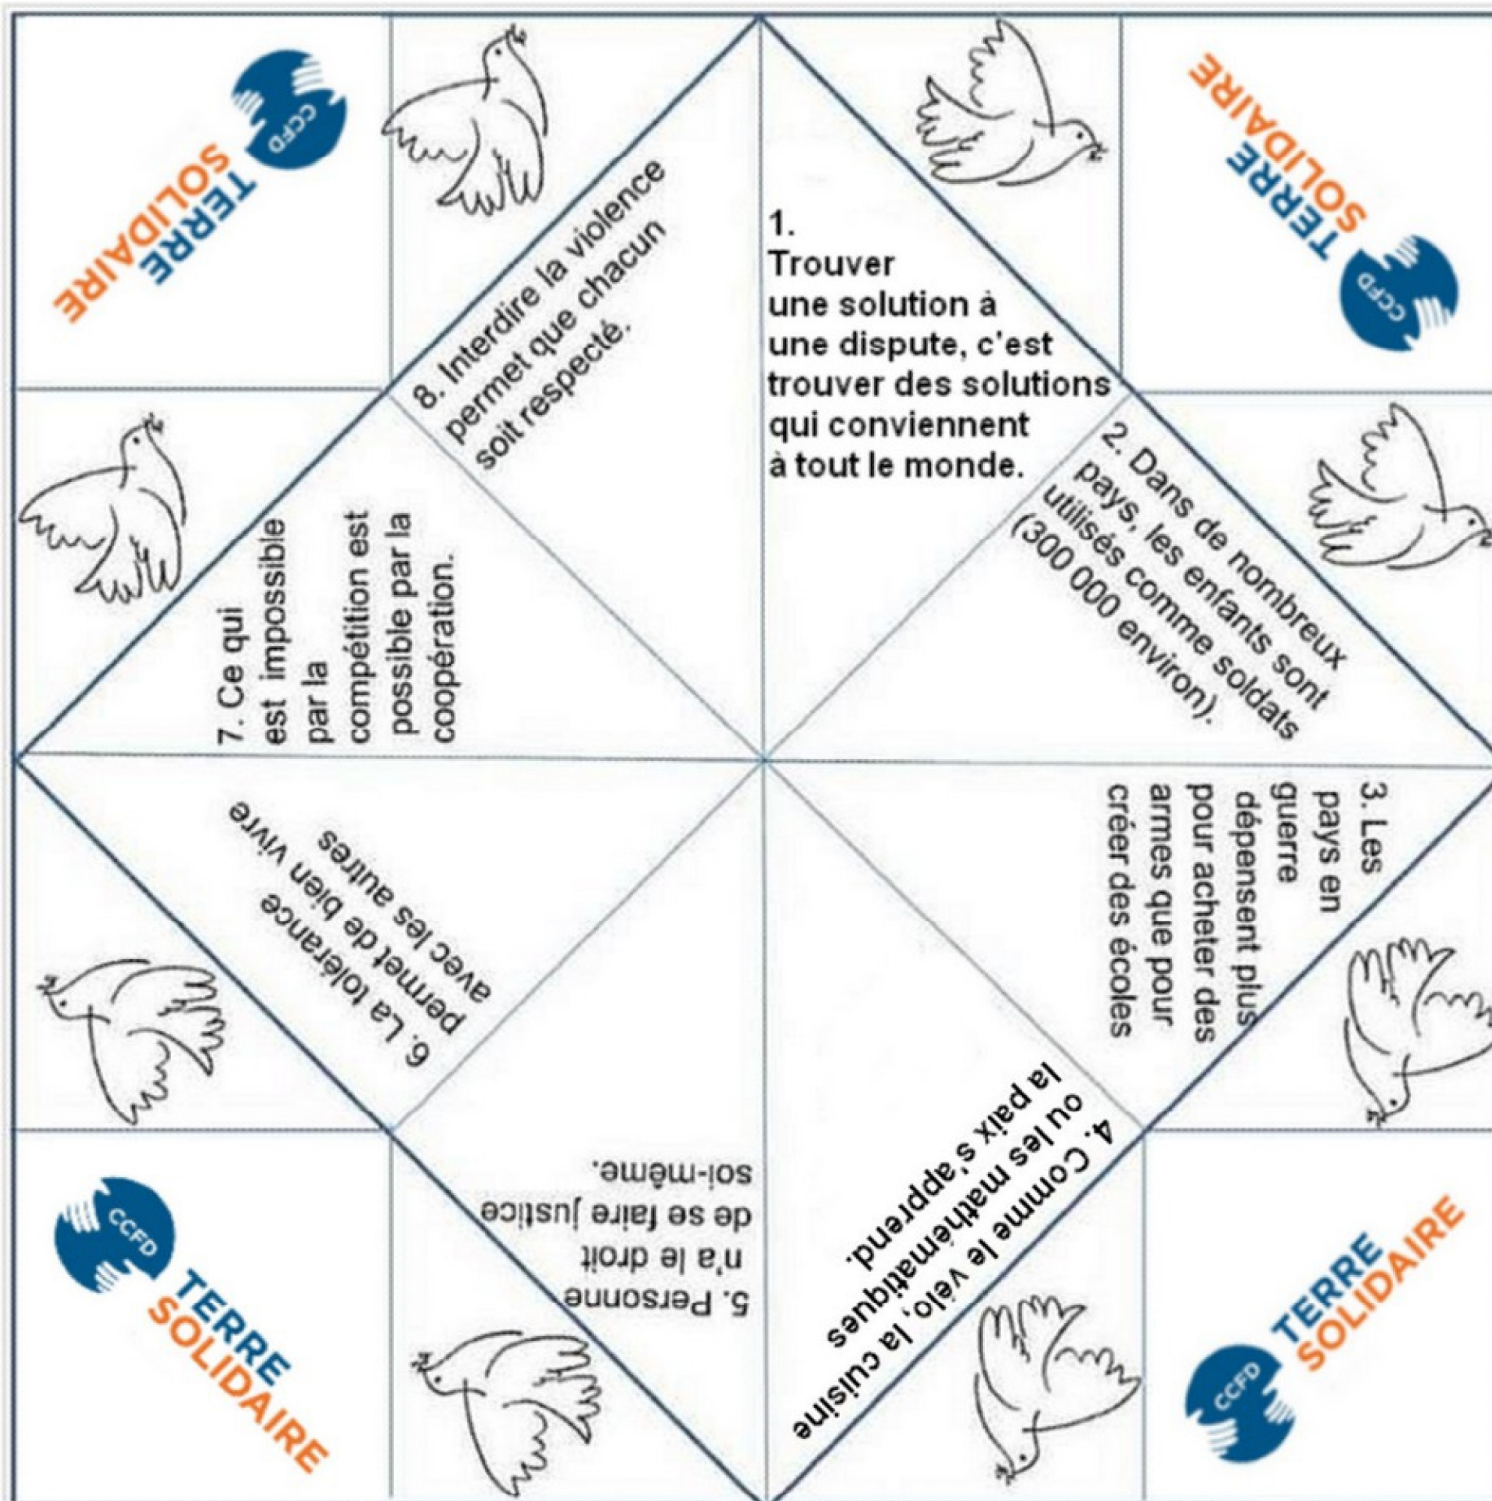 CCFD
TERRE
SOLIDAIRE
CCFD
TERRE
SOLIDAIRE
1.
Trouver
une solution à
une dispute, c'est
trouver des solutions
qui conviennent
à tout le monde.
2. Dans de nombreux
pays, les enfants sont
utilisés comme soldats
(300 000 environ).
3. Les
pays en
guerre
dépensent plus
pour acheter des
armes que pour
créer des écoles
4. Comme le vélo, la cuisine
ou les mathématiques
la paix s'apprend.
5. Personne
n'a le droit
de se faire justice
soi-même.
6. La tolérance
permet de bien vivre
avec les autres
7. Ce qui
est impossible
par la
compétition est
possible par la
coopération.
8. Interdire la violence
permet que chacun
soit respecté.
CCFD
TERRE
SOLIDAIRE
CCFD
TERRE
SOLIDAIRE